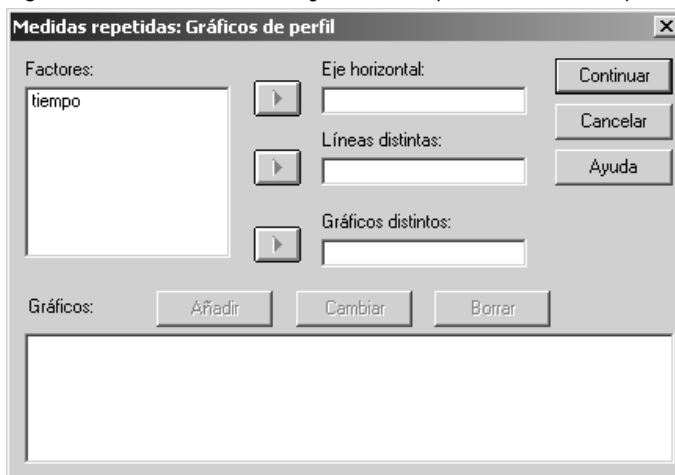 Medidas repetidas: Gráficos de perfil
Factores:
tiempo
Eje horizontal:
Líneas distintas:
Gráficos distintos:
Continuar
Cancelar
Ayuda
Gráficos:
Añadir
Cambiar
Borrar